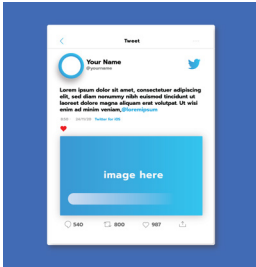 Tweet
Your Name
@yourname
Lorem ipsum dolor sit amet, consectetuer adipiscing
elit, sed diam nonummy nibh euismod tincidunt ut
laoreet dolore magna aliquam erat volutpat. Ut wisi
enim ad minim veniam,@loremipsum
Twitter for iOS
image here
540 800 987